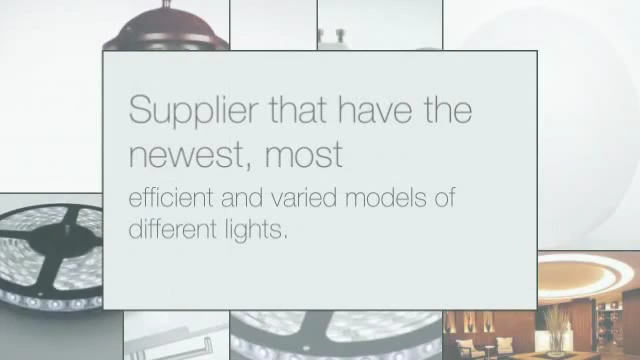 Supplier that have the
newest, most
efficient and varied models of
different lights.